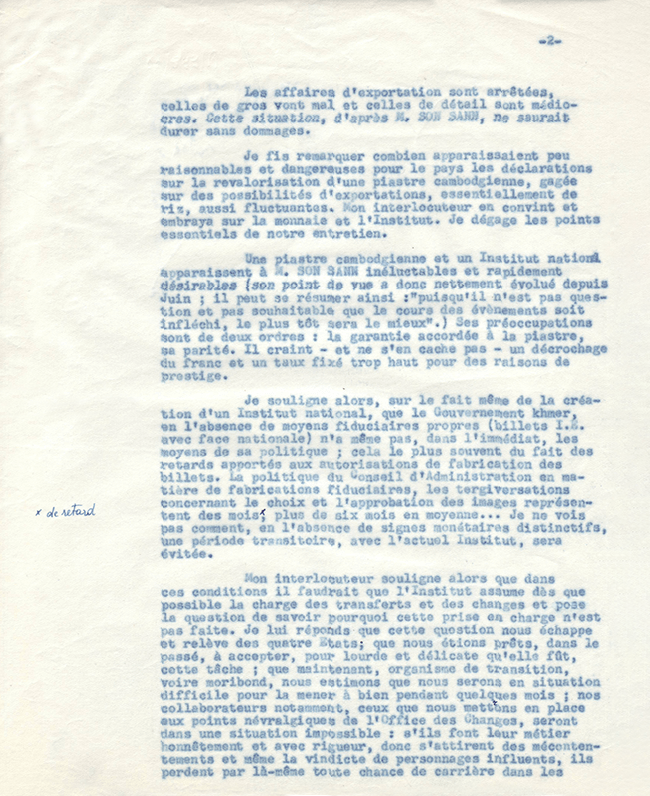 -2-
Les affaires d'exportation sont arrêtées,
celles de gros vont mal et celles de détail sont médio-
cres. Cette situation, d'après M. SON SANN, ne saurait
durer sans dommages.
Je fis remarquer combien apparaissaient peu
raisonnables et dangereuses pour le pays les déclarations
sur la revalorisation d'une piastre cambodgienne, gagée
sur des possibilités d'exportations, essentiellement de
riz, aussi fluctuantes. Mon interlocuteur en convint et
embraya sur la monnaie et l'Institut. Je dégage les points
essentiels de notre entretien.
Une piastre cambodgienne et un Institut national
apparaissent à M. SON SANN inéluctables et rapidement
désirables (son point de vue a donc nettement évolué depuis
Juin ; il peut se résumer ainsi :"puisqu'il n'est pas ques-
tion et pas souhaitable que le cours des évènements soit
infléchi, le plus tôt sera le mieux".) Ses préoccupations
sont de deux ordres : la garantie accordée à la piastre,
sa parité. Il craint - et ne s'en cache pas - un décrochage
du franc et un taux fixé trop haut pour des raisons de
prestige.
Je souligne alors, sur le fait même de la créa-
tion d'un Institut national, que le Gouvernement khmer,
en l'absence de moyens fiduciaires propres (billets I.E.
avec face nationale) n'a même pas, dans l'immédiat, les
moyens de sa politique ; cela le plus souvent du fait des
retards apportés aux autorisations de fabrication des
billets. La politique du Conseil d'Administration en ma-
tière de fabrications fiduciaires, les tergiversations
concernant le choix et l'approbation des images représen-
x de retard
tent des mois x, plus de six mois en moyenne... Je ne vois
pas comment, en l'absence de signes monétaires distinctifs,
une période transitoire, avec l'actuel Institut, sera
évitée.
Mon interlocuteur souligne alors que dans
ces conditions il faudrait que l'Institut assume dès que
possible la charge des transferts et des changes et pose
la question de savoir pourquoi cette prise en charge n'est
pas faite. Je lui réponds que cette question nous échappe
et relève des quatre Etats; que nous étions prêts, dans le
passé, à accepter, pour lourde et délicate qu'elle fût,
cette tâche ; que maintenant, organisme de transition,
voire moribond, nous estimons que nous serons en situation
difficile pour la mener à bien pendant quelques mois ; nos
collaborateurs notamment, ceux que nous mettons en place
aux points névralgiques de l'Office des Changes, seront
dans une situation impossible : s'ils font leur métier
honnêtement et avec rigueur, donc s'attirent des méconten-
tements et même la vindicte de personnages influents, ils
perdent par là-même toute chance de carrière dans les